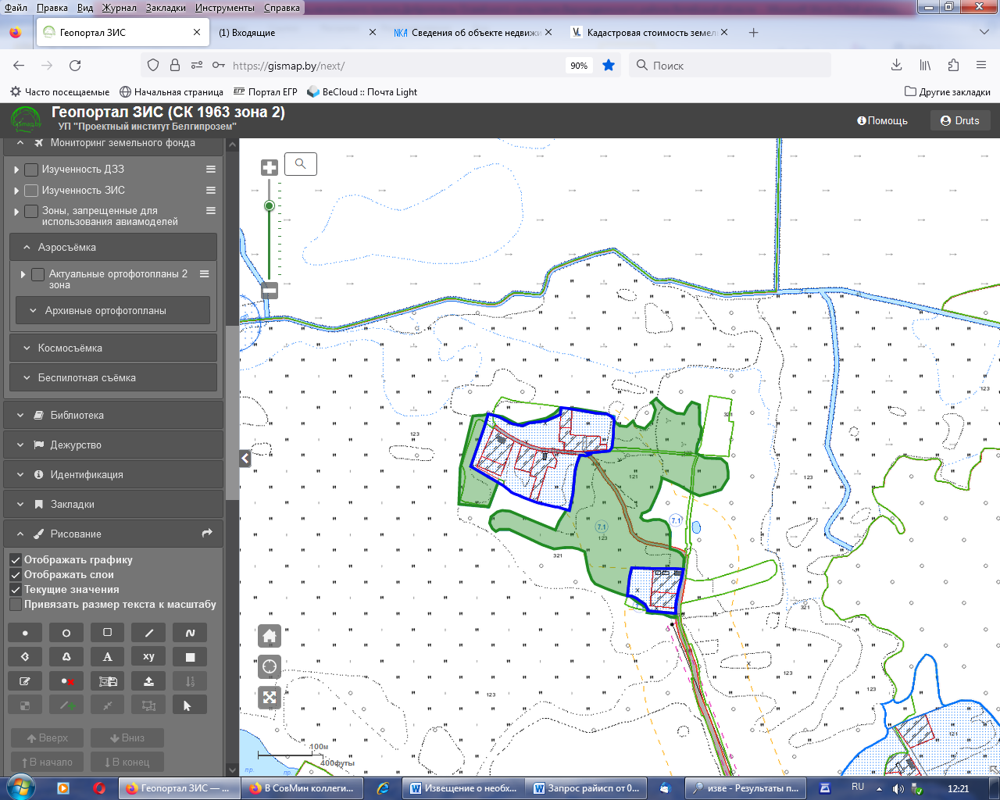 Файл Правка Вид Журнал Закладки Инструменты Справка
Геопортал ЗИС
(1) Входящие
NKA Сведения об объекте недвижи
VL Кадастровая стоимость земел
https://gismap.by/next/
90%
Поиск
Часто посещаемые
Начальная страница
ЕГР Портал ЕГР
BeCloud :: Почта Light
Другие закладки
Геопортал ЗИС (СК 1963 зона 2)
УП "Проектный институт Белгипрозем"
Помощь
Druts
Мониторинг земельного фонда
Изученность ДЗЗ
Изученность ЗИС
Зоны, запрещенные для
использования авиамоделей
Аэросъёмка
Актуальные ортофотопланы 2
зона
Архивные ортофотопланы
Космосъёмка
Беспилотная съёмка
Библиотека
Дежурство
Идентификация
Закладки
Рисование
Отображать графику
Отображать слои
Текущие значения
Привязать размер текста к масштабу
A
xy
Вверх
Вниз
В начало
В конец
123
321
123
121
7.1
7.1
123
321
123
123
321
123
123
123
121
100м
400футы
пр.
пр.
Геопортал ЗИС — ...
В СовМин коллеги...
Извещение о необх...
Запрос райисп от 0...
изве - Результаты п...
RU
12:21